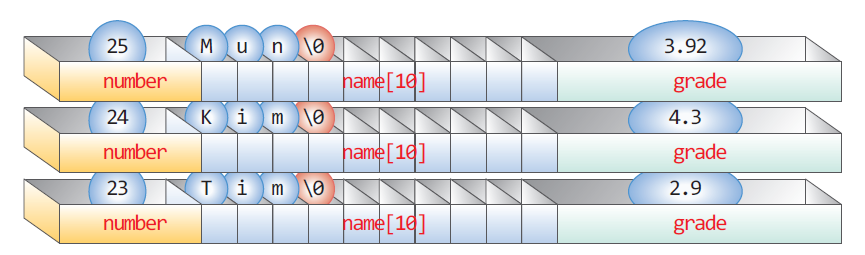 25 M u n \0 3.92
number name[10] grade
24 K i m \0 4.3
number name[10] grade
23 T i m \0 2.9
number name[10] grade